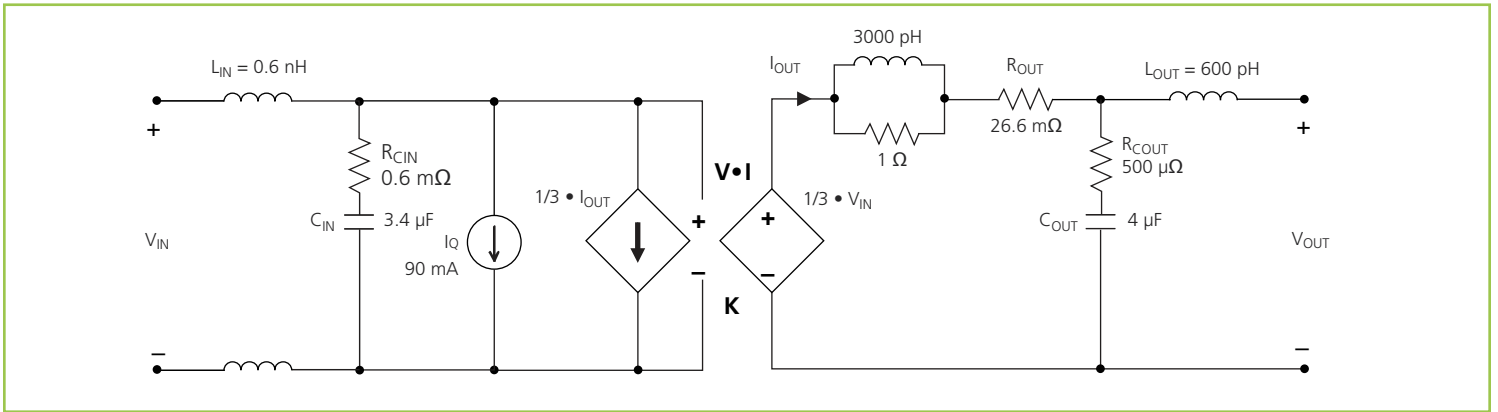 L_IN = 0.6 nH
+
−
V_IN
R_CIN
0.6 mΩ
C_IN
3.4 µF
I_Q
90 mA
1/3 • I_OUT
+
−
V•I
K
+
−
1/3 • V_IN
I_OUT
3000 pH
1 Ω
R_OUT
26.6 mΩ
L_OUT = 600 pH
R_COUT
500 µΩ
C_OUT
4 µF
+
−
V_OUT